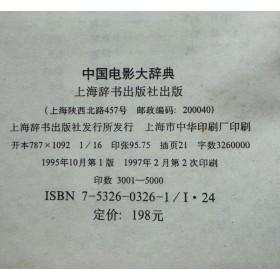 中国电影大辞典
上海辞书出版社出版
(上海陕西北路457号 邮政编码: 200040)
上海辞书出版社发行所发行 上海市中华印刷厂印刷
开本787×1092 1/16 印张95.75 插页21 字数3260000
1995年10月第1版 1997年2月第2次印刷
印数 3001—5000
ISBN 7-5326-0326-1/I·24
定价: 198元